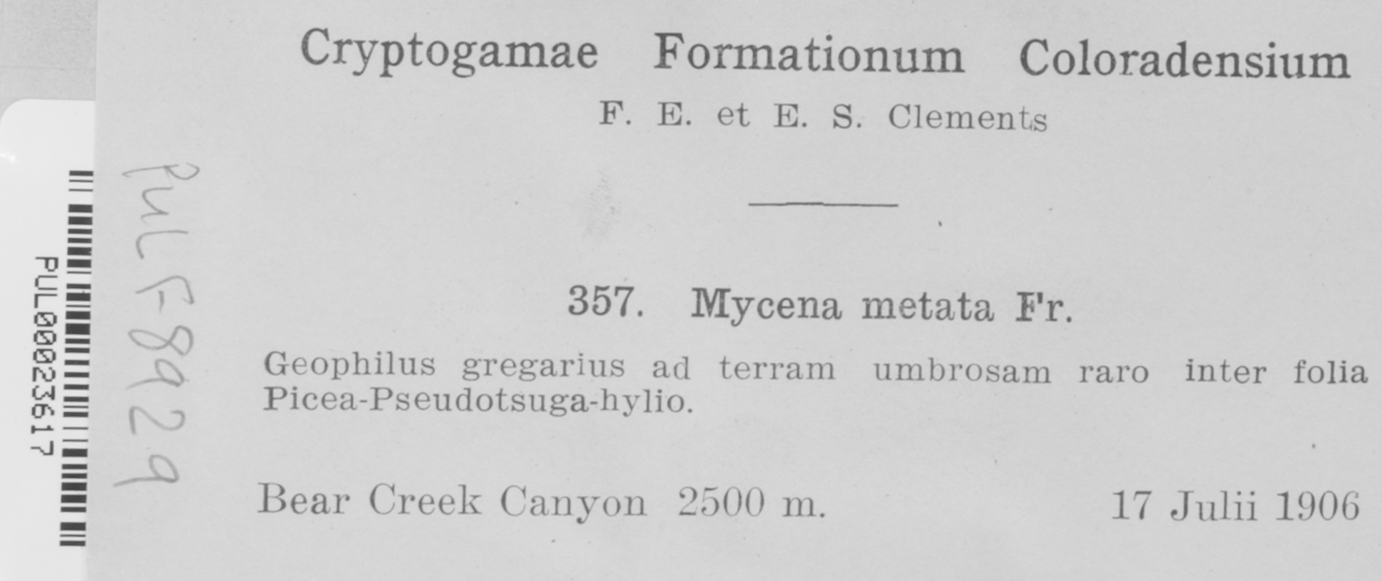 Cryptogamae Formationum Coloradensium
F. E. et E. S. Clements
357. Mycena metata Fr.
Geophilus gregarius ad terram umbrosam raro inter folia
Picea-Pseudotsuga-hylio.
Bear Creek Canyon 2500 m.
17 Julii 1906
PUL F8929
PUL00023617